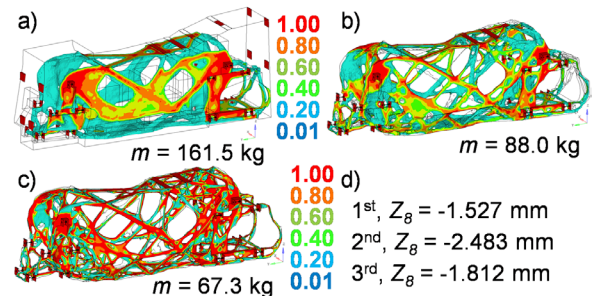 a)
1.00
0.80
0.60
0.40
0.20
0.01
m = 161.5 kg
b)
m = 88.0 kg
c)
1.00
0.80
0.60
0.40
0.20
0.01
m = 67.3 kg
d)
1st, Z8 = -1.527 mm
2nd, Z8 = -2.483 mm
3rd, Z8 = -1.812 mm